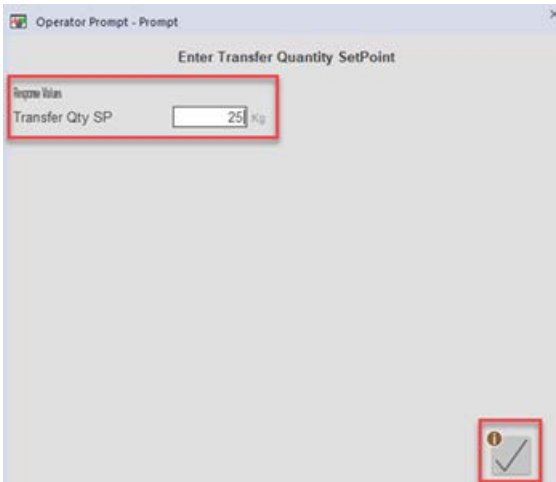 Operator Prompt - Prompt
Enter Transfer Quantity SetPoint
Response Values
Transfer Qty SP 25 Kg